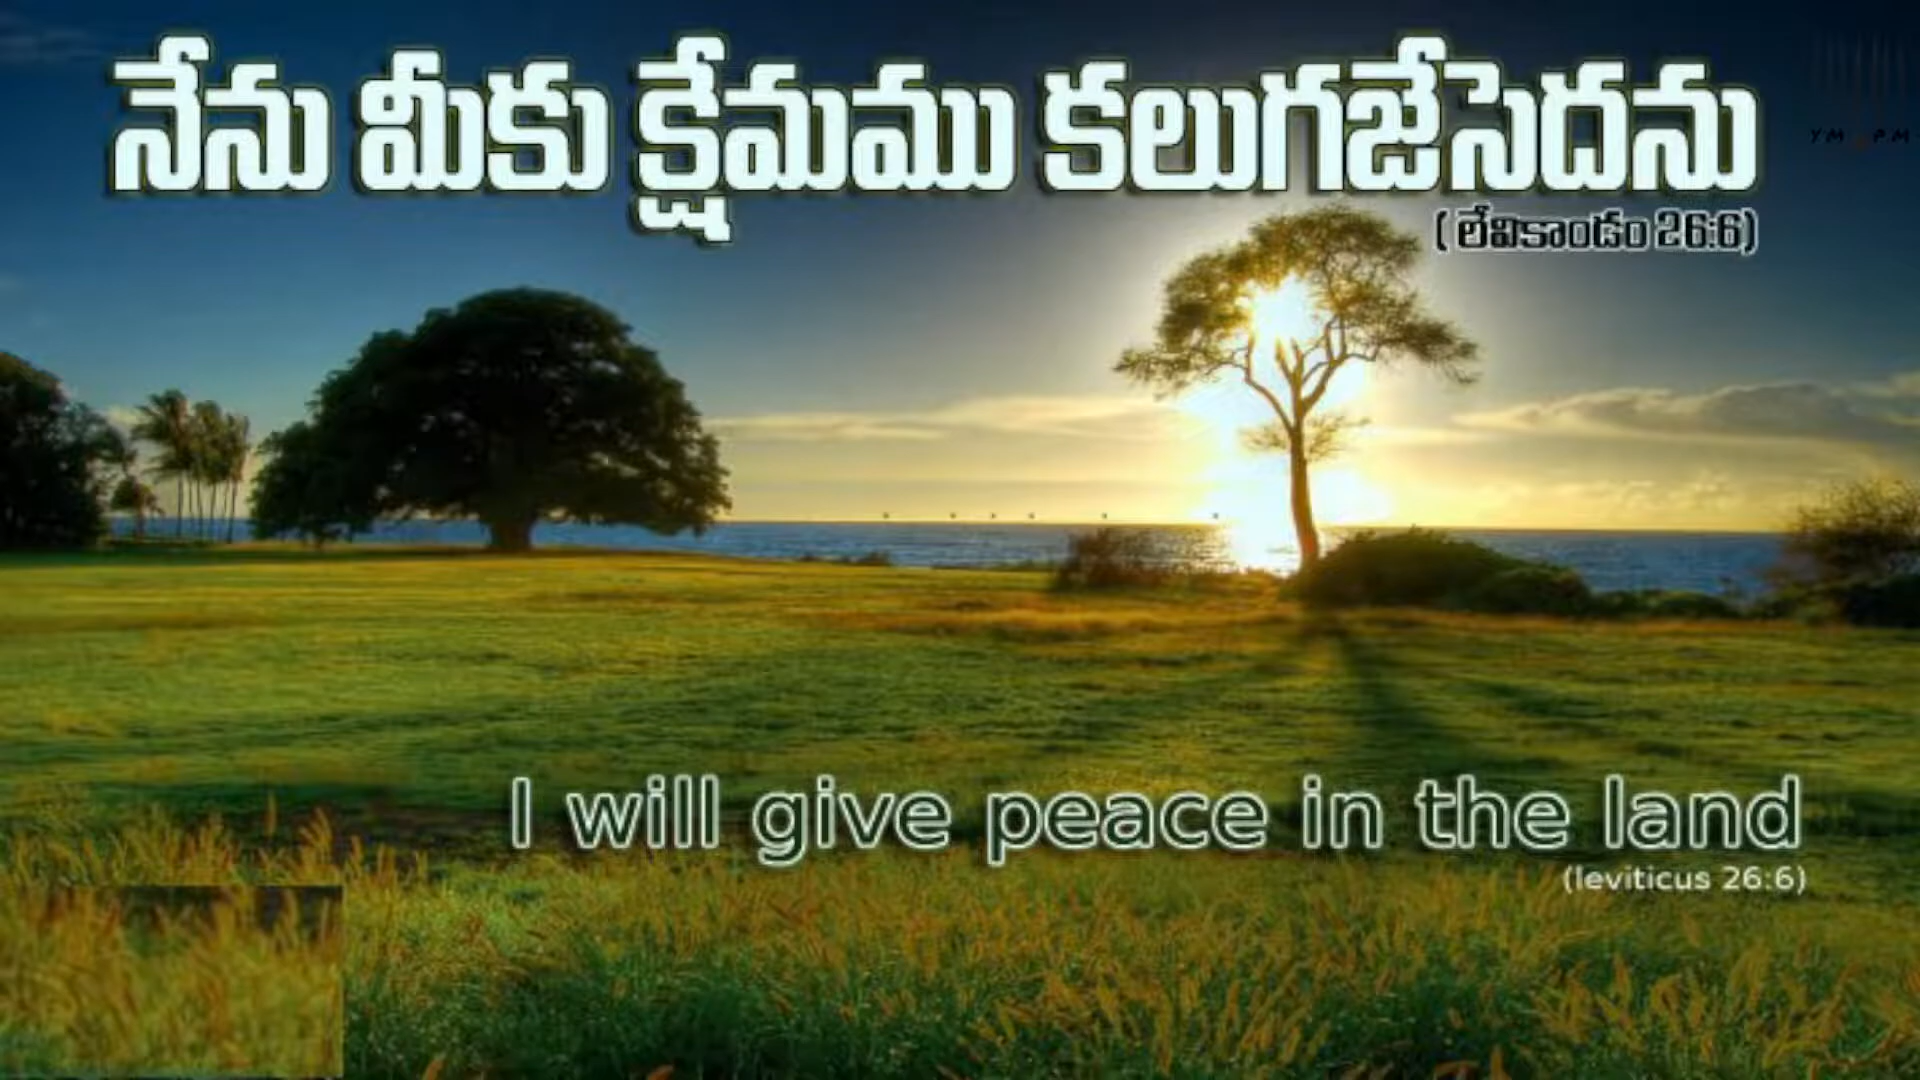 నేను మీకు క్షేమము కలుగజేసెదను
( లేవికాండం 26:6)
I will give peace in the land
(leviticus 26:6)